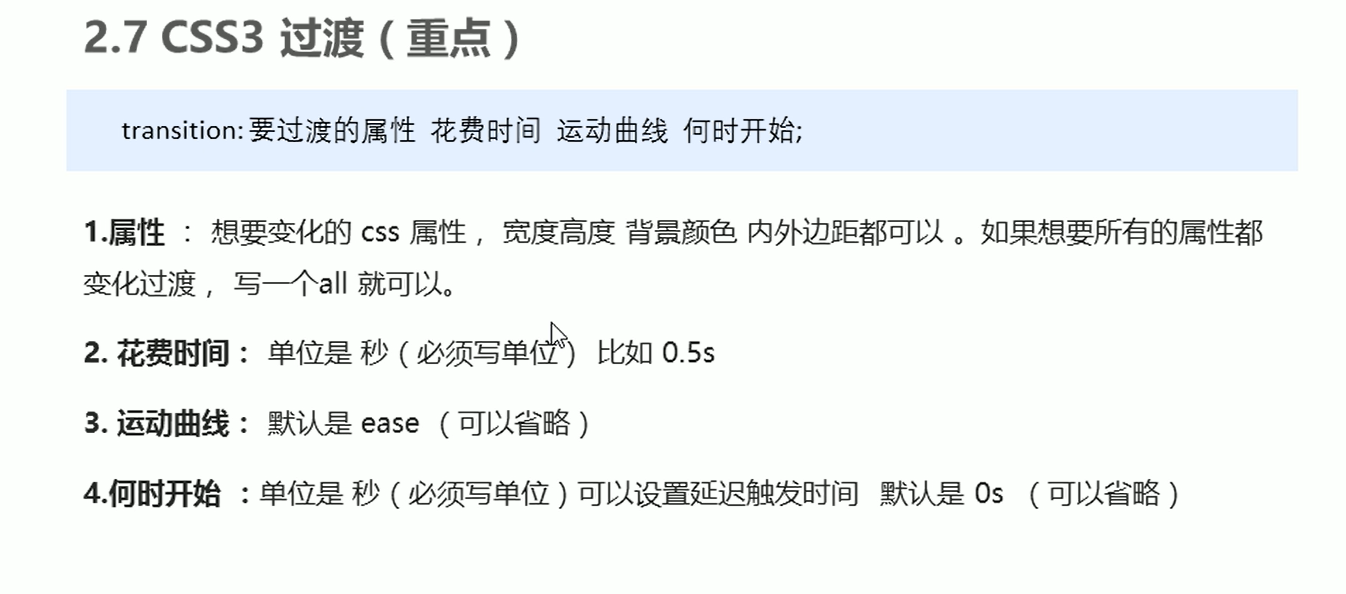 2.7 CSS3 过渡（重点）
transition: 要过渡的属性 花费时间 运动曲线 何时开始;
1.属性 ： 想要变化的 css 属性， 宽度高度 背景颜色 内外边距都可以 。如果想要所有的属性都
变化过渡， 写一个all 就可以。
2. 花费时间： 单位是 秒（必须写单位） 比如 0.5s
3. 运动曲线： 默认是 ease （可以省略）
4.何时开始 ：单位是 秒（必须写单位）可以设置延迟触发时间 默认是 0s （可以省略）